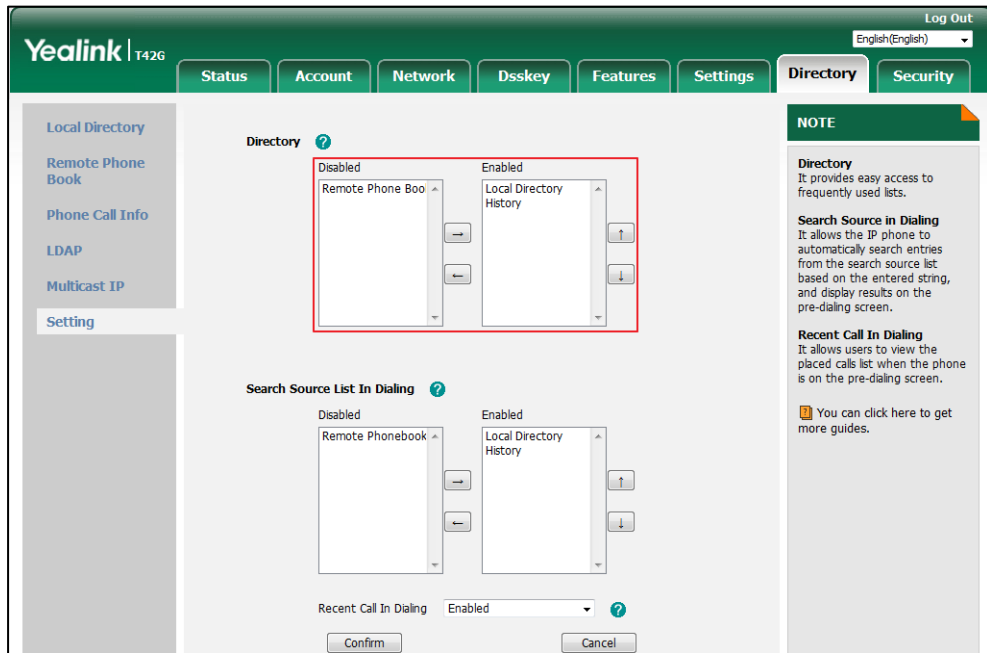 Log Out
English(English)
Yealink T42G
Status Account Network Dsskey Features Settings Directory Security
Local Directory
Remote Phone
Book
Phone Call Info
LDAP
Multicast IP
Setting
Directory ?
Disabled Enabled
Remote Phone Boo Local Directory
History
→ ↑
← ↓
Search Source List In Dialing ?
Disabled Enabled
Remote Phonebook Local Directory
History
→ ↑
← ↓
Recent Call In Dialing Enabled ?
Confirm Cancel
NOTE
Directory
It provides easy access to
frequently used lists.
Search Source in Dialing
It allows the IP phone to
automatically search entries
from the search source list
based on the entered string,
and display results on the
pre-dialing screen.
Recent Call In Dialing
It allows users to view the
placed calls list when the phone
is on the pre-dialing screen.
? You can click here to get
more guides.